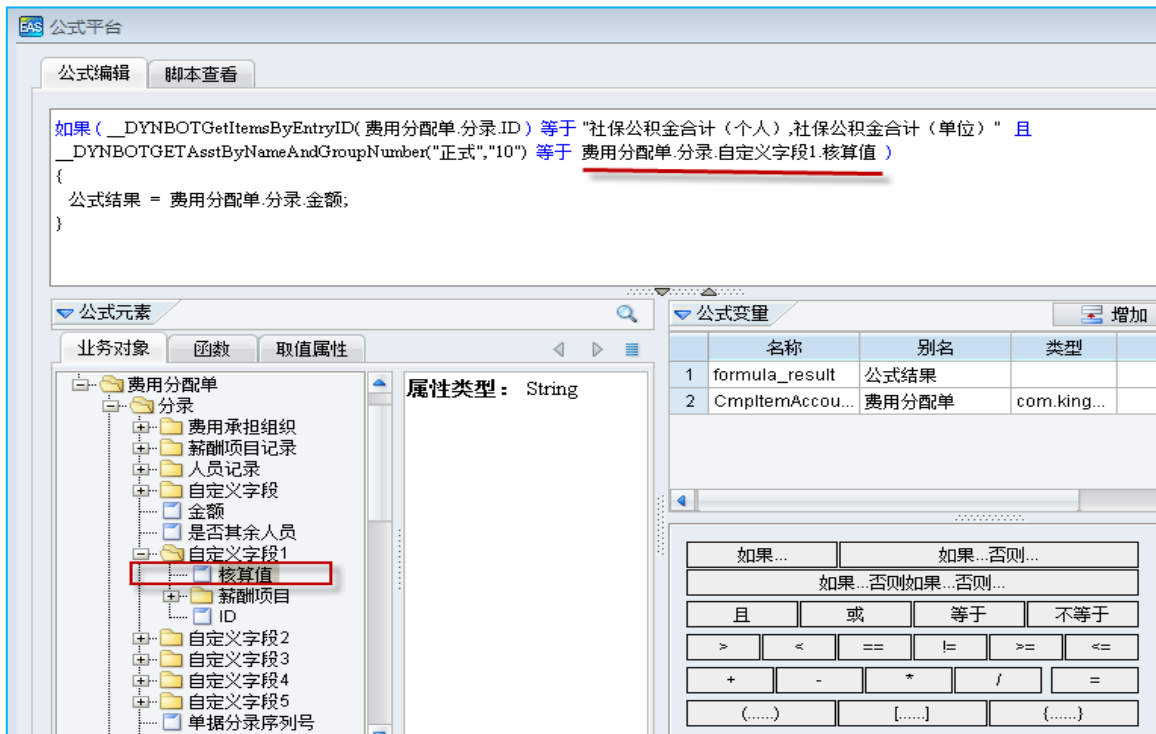 EAS 公式平台
公式编辑 脚本查看
如果 ( __DYNBOTGetItemsByEntryID( 费用分配单.分录.ID ) 等于 "社保公积金合计（个人）,社保公积金合计（单位）" 且
__DYNBOTGETAsstByNameAndGroupNumber("正式","10") 等于 费用分配单.分录.自定义字段1.核算值 )
{
公式结果 = 费用分配单.分录.金额;
}
公式元素
业务对象 函数 取值属性
费用分配单
分录
费用承担组织
薪酬项目记录
人员记录
自定义字段
金额
是否其余人员
自定义字段1
核算值
薪酬项目
ID
自定义字段2
自定义字段3
自定义字段4
自定义字段5
单据分录序列号
属性类型： String
公式变量 增加
名称 别名 类型
1 formula_result 公式结果
2 CmpItemAccou... 费用分配单 com.king...
如果... 如果...否则...
如果...否则如果...否则...
且 或 等于 不等于
> < == != >= <=
+ - * / =
(......) [......] {......}